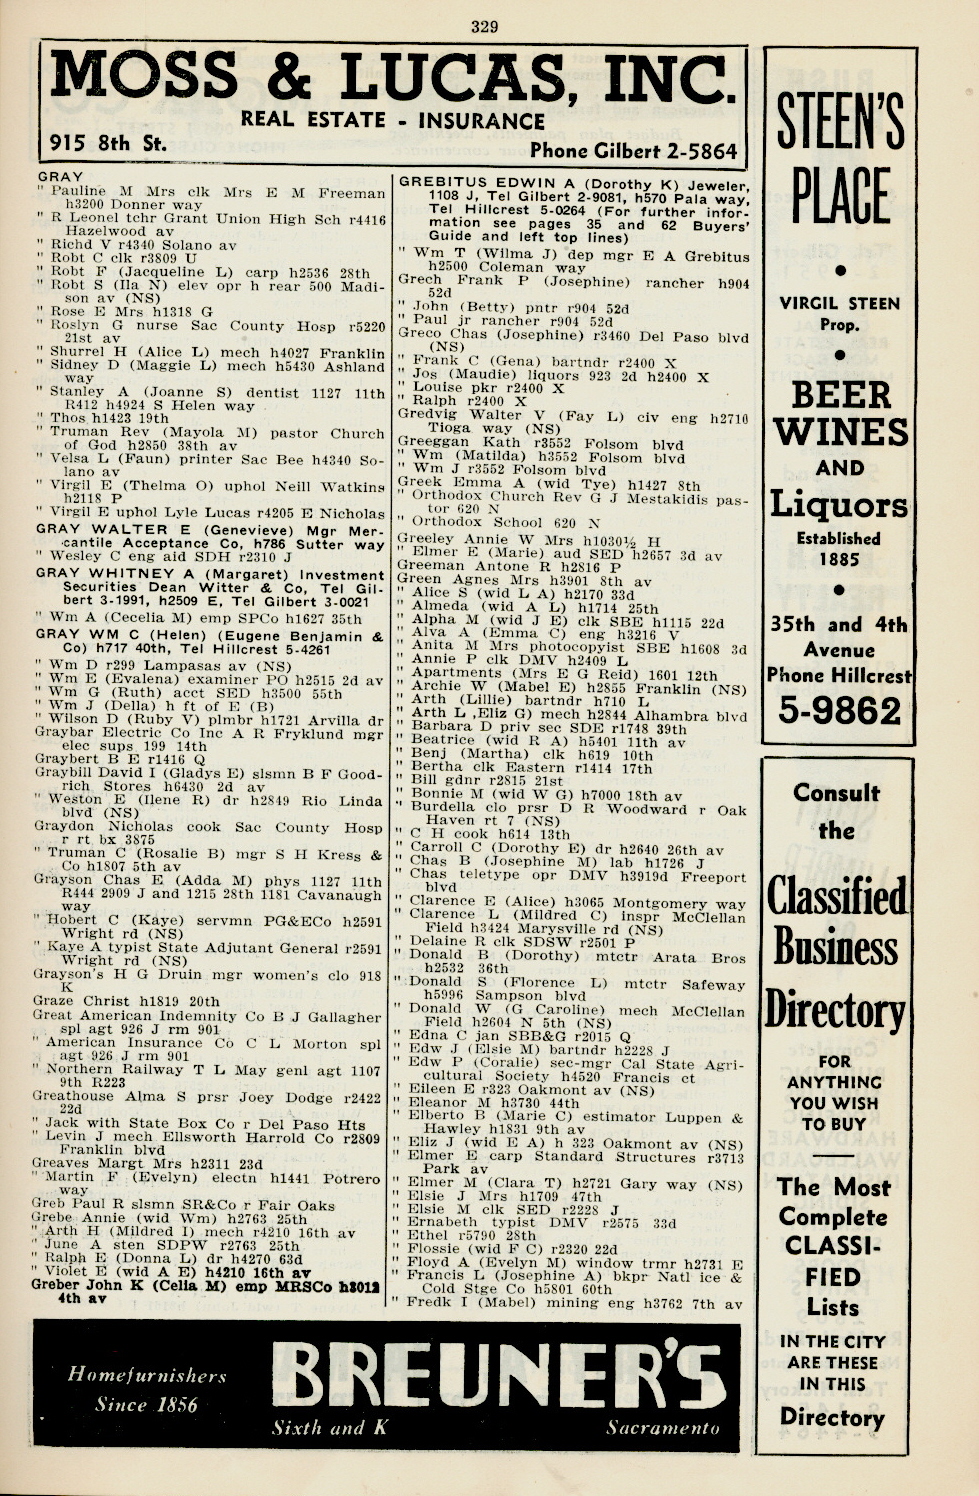 329
MOSS & LUCAS, INC.
REAL ESTATE - INSURANCE
915 8th St.
Phone Gilbert 2-5864
GRAY
" Pauline M Mrs clk Mrs E M Freeman
h3200 Donner way
" R Leonel tchr Grant Union High Sch r4416
Hazelwood av
" Richd V r4340 Solano av
" Robt C clk r3809 U
" Robt F (Jacqueline L) carp h2536 28th
" Robt S (Ila N) elev opr h rear 500 Madi-
son av (NS)
" Rose E Mrs h1318 G
" Roslyn G nurse Sac County Hosp r5220
21st av
" Shurrel H (Alice L) mech h4027 Franklin
" Sidney D (Maggie L) mech h5430 Ashland
way
" Stanley A (Joanne S) dentist 1127 11th
R412 h4924 S Helen way
" Thos h1423 19th
" Truman Rev (Mayola M) pastor Church
of God h2850 38th av
" Velsa L (Faun) printer Sac Bee h4340 So-
lano av
" Virgil E (Thelma O) uphol Neill Watkins
h2118 P
" Virgil E uphol Lyle Lucas r4205 E Nicholas
GRAY WALTER E (Genevieve) Mgr Mer-
cantile Acceptance Co, h786 Sutter way
" Wesley C eng aid SDH r2310 J
GRAY WHITNEY A (Margaret) Investment
Securities Dean Witter & Co, Tel Gil-
bert 3-1991, h2509 E, Tel Gilbert 3-0021
" Wm A (Cecelia M) emp SPCo h1627 35th
GRAY WM C (Helen) (Eugene Benjamin &
Co) h717 40th, Tel Hillcrest 5-4261
" Wm D r299 Lampasas av (NS)
" Wm E (Evalena) examiner PO h2515 2d av
" Wm G (Ruth) acct SED h3500 55th
" Wm J (Della) h ft of E (B)
" Wilson D (Ruby V) plmbr h1721 Arvilla dr
Graybar Electric Co Inc A R Fryklund mgr
elec sups 199 14th
Graybert B E r1416 Q
Graybill David I (Gladys E) slsmn B F Good-
rich Stores h6430 2d av
" Weston E (Ilene R) dr h2849 Rio Linda
blvd (NS)
Graydon Nicholas cook Sac County Hosp
r rt bx 3875
" Truman C (Rosalie B) mgr S H Kress &
Co h1807 5th av
Grayson Chas E (Adda M) phys 1127 11th
R444 2909 J and 1215 28th 1181 Cavanaugh
way
" Hobert C (Kaye) servmn PG&ECo h2591
Wright rd (NS)
" Kaye A typist State Adjutant General r2591
Wright rd (NS)
Grayson's H G Druin mgr women's clo 918
K
Graze Christ h1819 20th
Great American Indemnity Co B J Gallagher
spl agt 926 J rm 901
" American Insurance Co C L Morton spl
agt 926 J rm 901
" Northern Railway T L May genl agt 1107
9th R223
Greathouse Alma S prsr Joey Dodge r2422
22d
" Jack with State Box Co r Del Paso Hts
" Levin J mech Ellsworth Harrold Co r2809
Franklin blvd
Greaves Margt Mrs h2311 23d
" Martin F (Evelyn) electn h1441 Potrero
way
Greb Paul R slsmn SR&Co r Fair Oaks
Grebe Annie (wid Wm) h2763 25th
" Arth H (Mildred I) mech r4210 16th av
" June A sten SDPW r2763 25th
" Ralph E (Donna L) dr h4270 63d
" Violet E (wid A E) h4210 16th av
Greber John K (Celia M) emp MRSCo h3012
4th av
GREBITUS EDWIN A (Dorothy K) Jeweler,
1108 J, Tel Gilbert 2-9081, h570 Pala way,
Tel Hillcrest 5-0264 (For further infor-
mation see pages 35 and 62 Buyers'
Guide and left top lines)
" Wm T (Wilma J) dep mgr E A Grebitus
h2500 Coleman way
Grech Frank P (Josephine) rancher h904
52d
" John (Betty) pntr r904 52d
" Paul jr rancher r904 52d
Greco Chas (Josephine) r3460 Del Paso blvd
(NS)
" Frank C (Gena) bartndr r2400 X
" Jos (Maudie) liquors 923 2d h2400 X
" Louise pkr r2400 X
" Ralph r2400 X
Gredvig Walter V (Fay L) civ eng h2710
Tioga way (NS)
Greeggan Kath r3552 Folsom blvd
" Wm (Matilda) h3552 Folsom blvd
" Wm J r3552 Folsom blvd
Greek Emma A (wid Tye) h1427 8th
" Orthodox Church Rev G J Mestakidis pas-
tor 620 N
" Orthodox School 620 N
Greeley Annie W Mrs h1030½ H
" Elmer E (Marie) aud SED h2657 3d av
Greeman Antone R h2816 P
Green Agnes Mrs h3901 8th av
" Alice S (wid L A) h2170 33d
" Almeda (wid A L) h1714 25th
" Alpha M (wid J E) clk SBE h1115 22d
" Alva A (Emma C) eng h3216 V
" Anita M Mrs photocopyist SBE h1608 3d
" Annie P clk DMV h2409 L
" Apartments (Mrs E G Reid) 1601 12th
" Archie W (Mabel E) h2855 Franklin (NS)
" Arth (Lillie) bartndr h710 L
" Arth L ,Eliz G) mech h2844 Alhambra blvd
" Barbara D priv sec SDE r1748 39th
" Beatrice (wid R A) h5401 11th av
" Benj (Martha) clk h619 10th
" Bertha clk Eastern r1414 17th
" Bill gdnr r2815 21st
" Bonnie M (wid W G) h7000 18th av
" Burdella clo prsr D R Woodward r Oak
Haven rt 7 (NS)
" C H cook h614 13th
" Carroll C (Dorothy E) dr h2640 26th av
" Chas B (Josephine M) lab h1726 J
" Chas teletype opr DMV h3919d Freeport
blvd
" Clarence E (Alice) h3065 Montgomery way
" Clarence L (Mildred C) inspr McClellan
Field h3424 Marysville rd (NS)
" Delaine R clk SDSW r2501 P
" Donald B (Dorothy) mtctr Arata Bros
h2532 36th
" Donald S (Florence L) mtctr Safeway
h5996 Sampson blvd
" Donald W (G Caroline) mech McClellan
Field h2604 N 5th (NS)
" Edna C jan SBB&G r2015 Q
" Edw J (Elsie M) bartndr h2228 J
" Edw P (Coralie) sec-mgr Cal State Agri-
cultural Society h4520 Francis ct
" Eileen E r323 Oakmont av (NS)
" Eleanor M h3730 44th
" Elberto B (Marie C) estimator Luppen &
Hawley h1831 9th av
" Eliz J (wid E A) h 323 Oakmont av (NS)
" Elmer E carp Standard Structures r3713
Park av
" Elmer M (Clara T) h2721 Gary way (NS)
" Elsie J Mrs h1709 47th
" Elsie M clk SED r2228 J
" Ernabeth typist DMV r2575 33d
" Ethel r5790 28th
" Flossie (wid F C) r2320 22d
" Floyd A (Evelyn M) window trmr h2731 E
" Francis L (Josephine A) bkpr Natl ice &
Cold Stge Co h5801 60th
" Fredk I (Mabel) mining eng h3762 7th av
STEEN'S
PLACE
VIRGIL STEEN
Prop.
BEER
WINES
AND
Liquors
Established
1885
35th and 4th
Avenue
Phone Hillcrest
5-9862
Consult
the
Classified
Business
Directory
FOR
ANYTHING
YOU WISH
TO BUY
The Most
Complete
CLASSI-
FIED
Lists
IN THE CITY
ARE THESE
IN THIS
Directory
Homefurnishers
Since 1856
BREUNER'S
Sixth and K
Sacramento